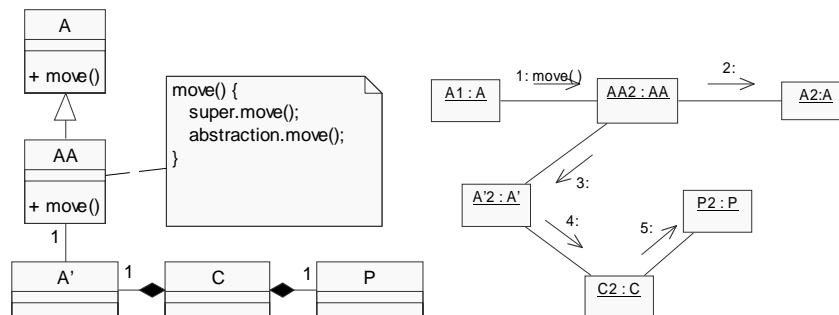 A
+ move()
AA
+ move()
1
A'
1
C
1
P
move() {
super.move();
abstraction.move();
}
A1 : A
1: move()
AA2 : AA
2:
A2:A
3:
A'2 : A'
4:
5:
P2 : P
C2 : C